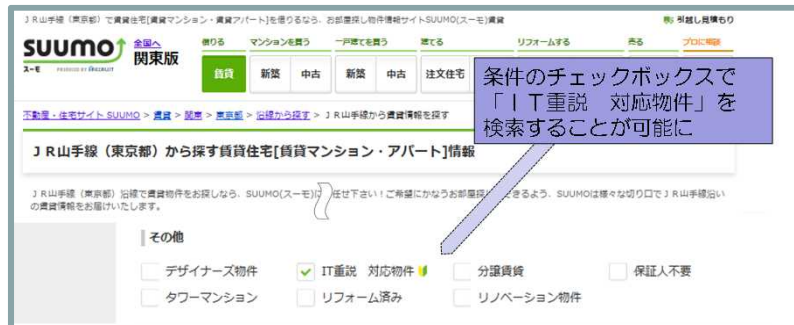 ＪＲ山手線（東京都）で賃貸住宅[賃貸マンション・賃貸アパート]を借りるなら、お部屋探し物件情報サイトSUUMO(スーモ)賃貸
引越し見積もり
SUUMO
スーモ
全国へ
関東版
借りる マンションを買う 一戸建てを買う 建てる リフォームする 売る プロに相談
賃貸 新築 中古 新築 中古 注文住宅
条件のチェックボックスで
「ＩＴ重説　対応物件」を
検索することが可能に
不動産・住宅サイト SUUMO > 賃貸 > 関東 > 東京都 > 沿線から探す > ＪＲ山手線から賃貸情報を探す
ＪＲ山手線（東京都）から探す賃貸住宅[賃貸マンション・アパート]情報
ＪＲ山手線（東京都）沿線で賃貸物件をお探しなら、SUUMO(スーモ)に 任せ下さい！ご希望にかなうお部屋探 できるよう、SUUMOは様々な切り口でＪＲ山手線沿い
の賃貸情報をお届けいたします。
その他
デザイナーズ物件 IT重説　対応物件 分譲賃貸 保証人不要
タワーマンション リフォーム済み リノベーション物件